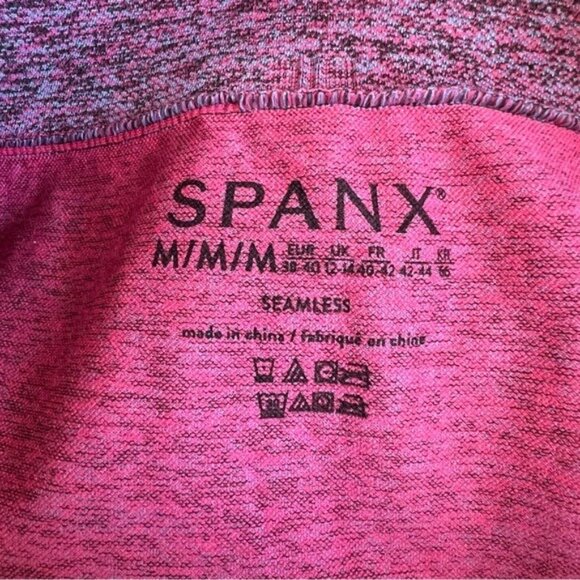 SPANX®
M/M/M EUR UK FR IT KR
38-40 12-14 40-42 42-44 66
SEAMLESS
made in china / fabriqué en chine